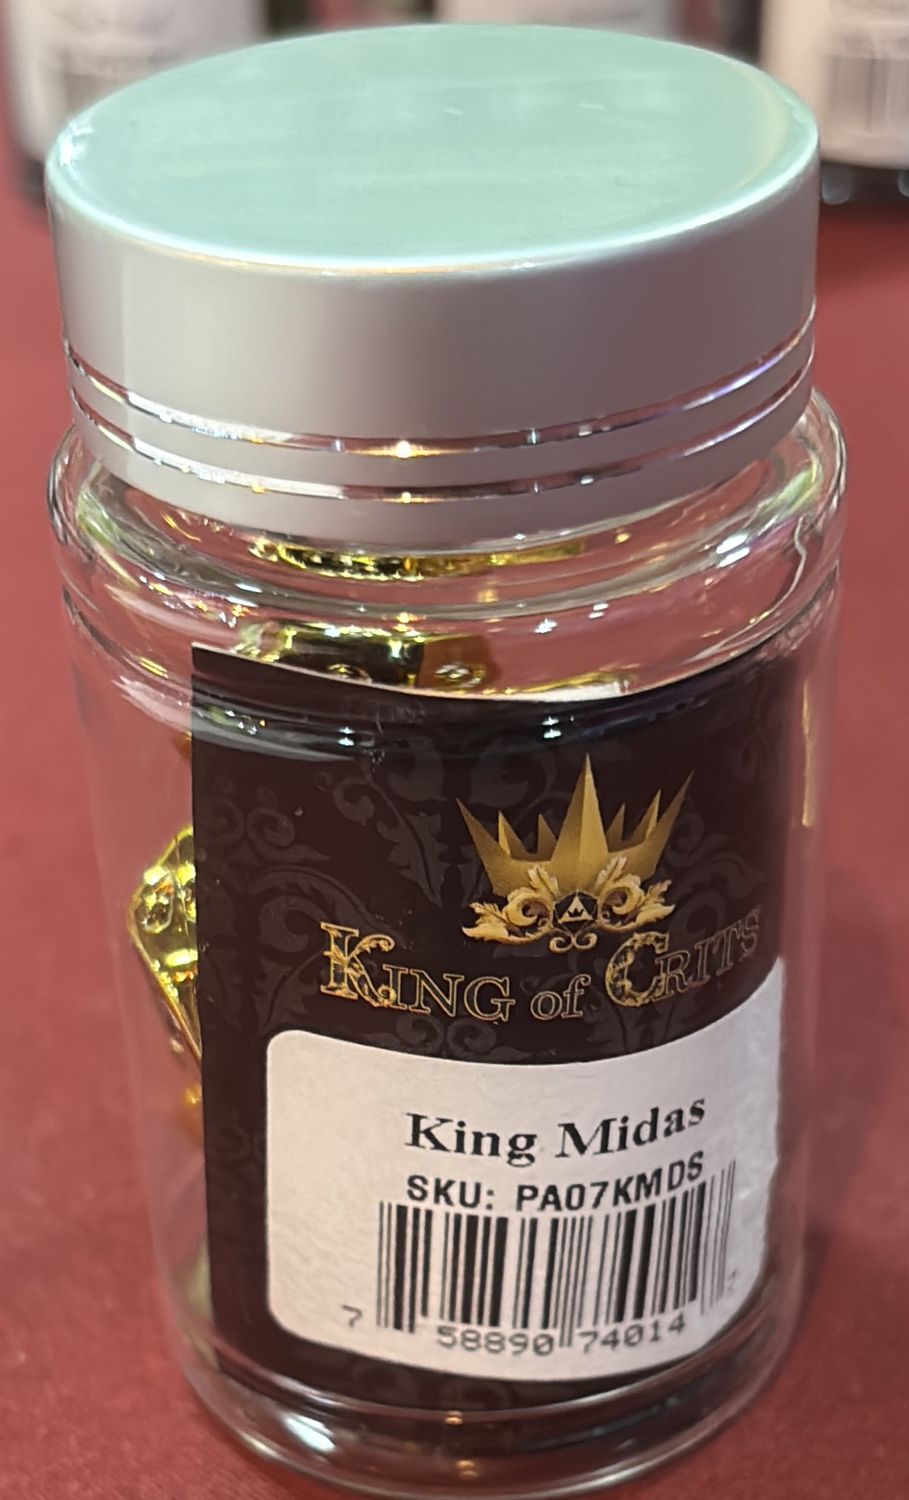 King of Crits
King Midas
SKU: PA07KMDS
7 58890 74014